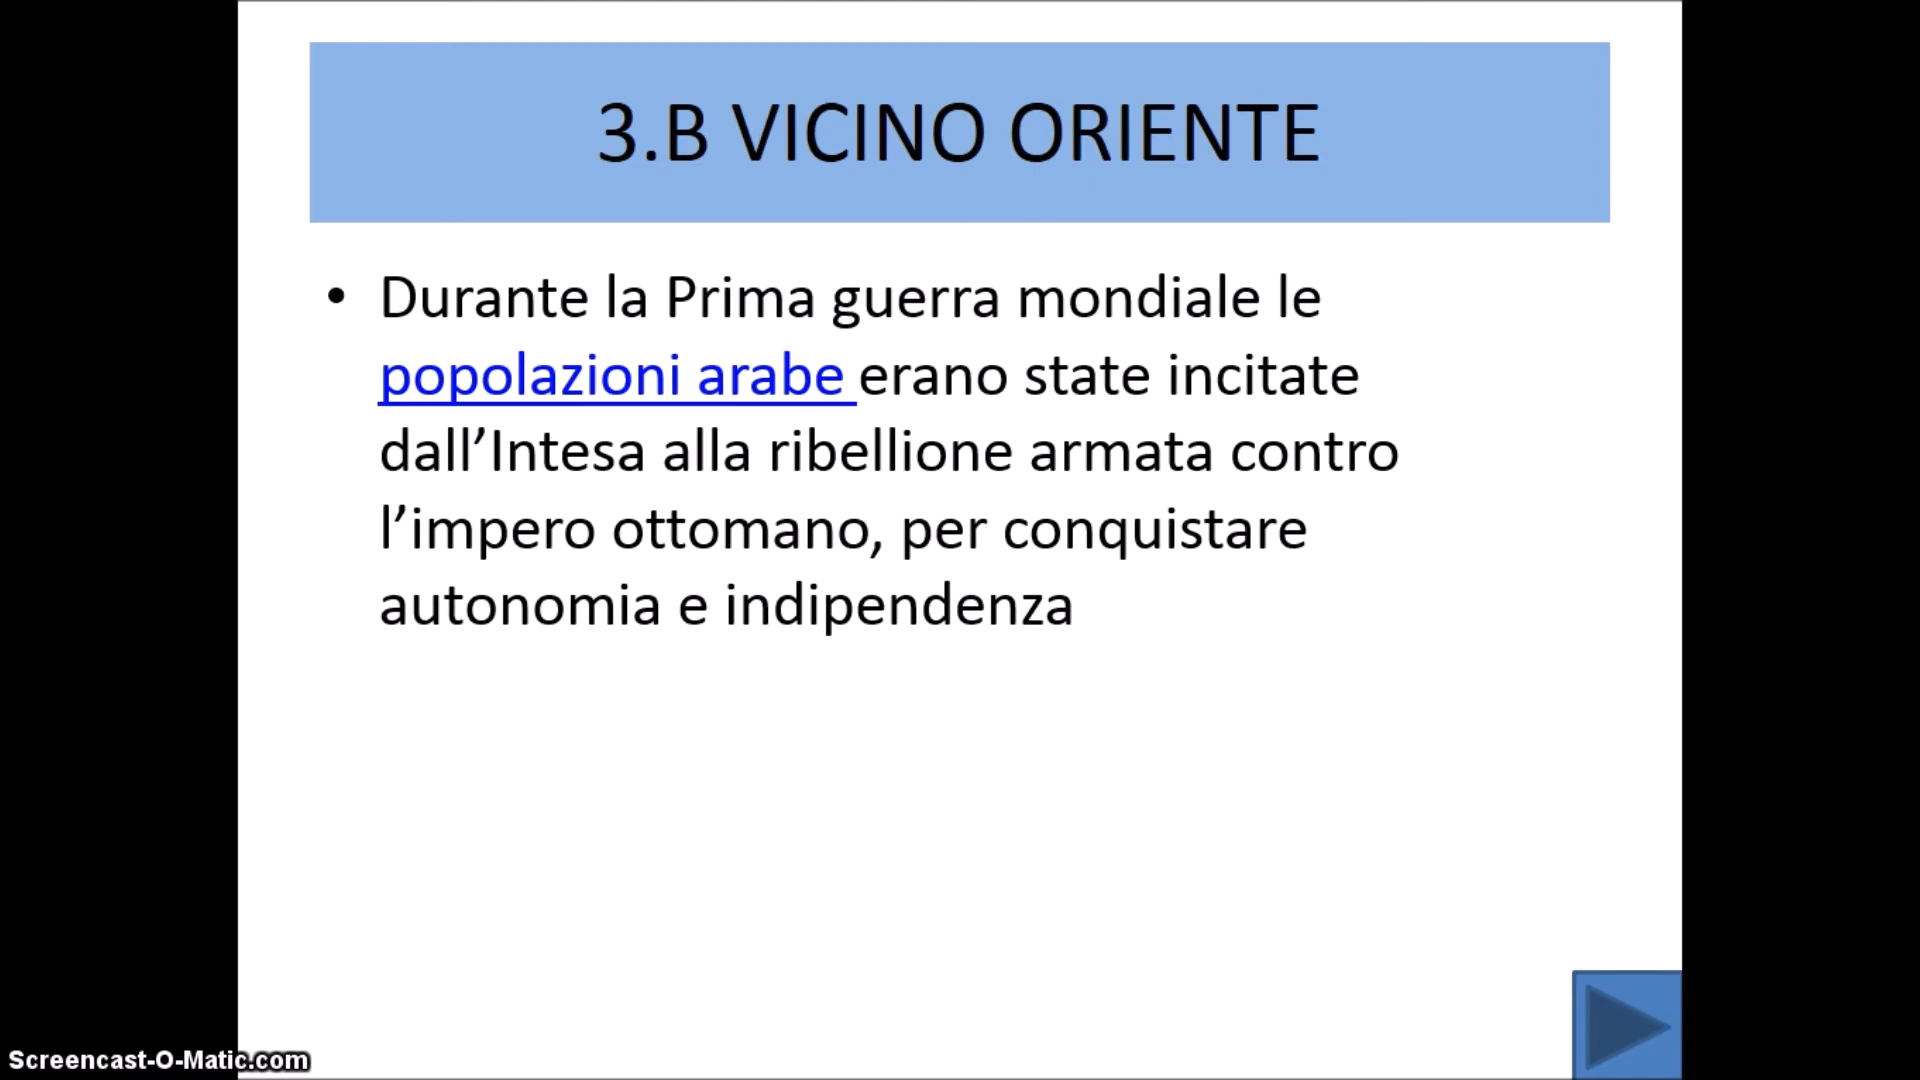 3.B VICINO ORIENTE
• Durante la Prima guerra mondiale le
popolazioni arabe erano state incitate
dall’Intesa alla ribellione armata contro
l’impero ottomano, per conquistare
autonomia e indipendenza
Screencast-O-Matic.com